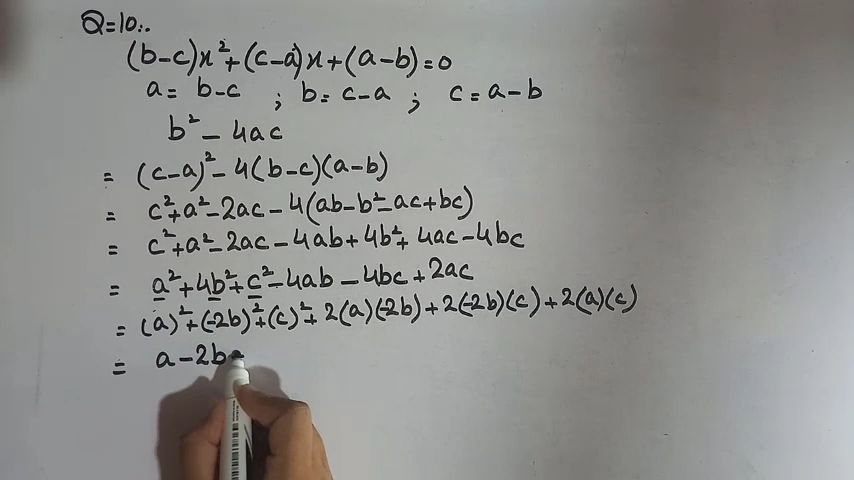 Q=10:.
(b-c)x²+(c-a)x+(a-b)=0
a= b-c ; b= c-a ; c= a-b
b²-4ac
= (c-a)²-4(b-c)(a-b)
= c²+a²-2ac-4(ab-b²-ac+bc)
= c²+a²-2ac-4ab+4b²+4ac-4bc
= a²+4b²+c²-4ab-4bc+2ac
= (a)²+(-2b)²+(c)²+2(a)(-2b)+2(-2b)(c)+2(a)(c)
= a-2b